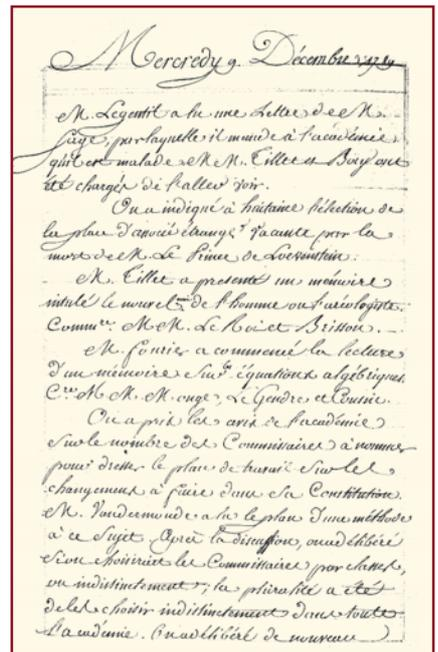 Mercredy 9. Décembre 1789
M. Legentil a lu une Lettre de M.
Sage, par laquelle il mande à l'académie
qu'il est malade. MM. Tillet et Bory ont
été chargés de l'aller voir.
On a indiqué à huitaine l'élection de
la place d'associé étrangr. vacante par la
mort de M. Le Prince de Loewenstein.
M. Tillet a presenté un mémoire
intulé le nouvel de l'homme ou
Commres. MM. Le Roi et Brisson.
M. fourier a commencé la lecture
d'un mémoire sur les équations algébriques.
Cres MM. Monge, Le Gendre et Cousin.
On a pris les avis de l'académie
sur le nombre des Commissaires à nommer
pour dresser le plan de travail sur les
changemens à faire dans sa Constitution.
M. Vandermonde a lu le plan d'une méthode
à ce sujet. Après la discussion, on a délibéré
si on choisiroit les Commissaires par classes,
ou indistinctement; la pluralité a été
de les choisir indistinctement dans toute
l'académie. On a délibéré de nouveau